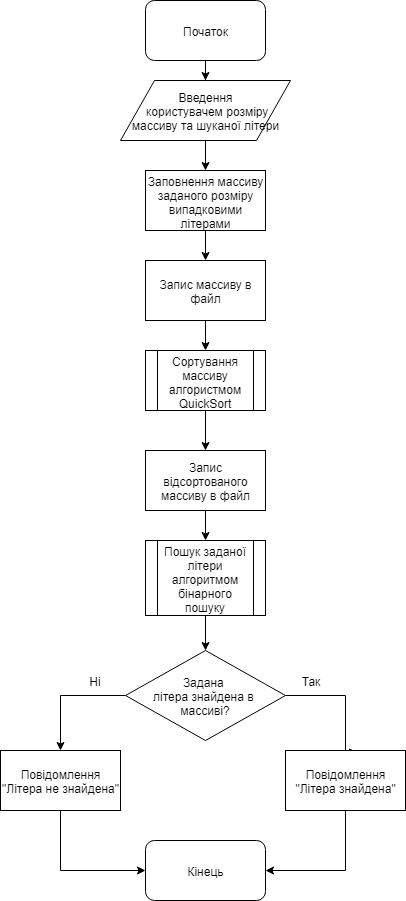 Початок
Введення
користувачем розміру
массиву та шуканої літери
Заповнення массиву
заданого розміру
випадковими
літерами
Запис массиву в
файл
Сортування
массиву
алгористмом
QuickSort
Запис
відсортованого
массиву в файл
Пошук заданої
літери
алгоритмом
бінарного
пошуку
Задана
літера знайдена в
массиві?
Ні
Так
Повідомлення
"Літера не знайдена"
Повідомлення
"Літера знайдена"
Кінець